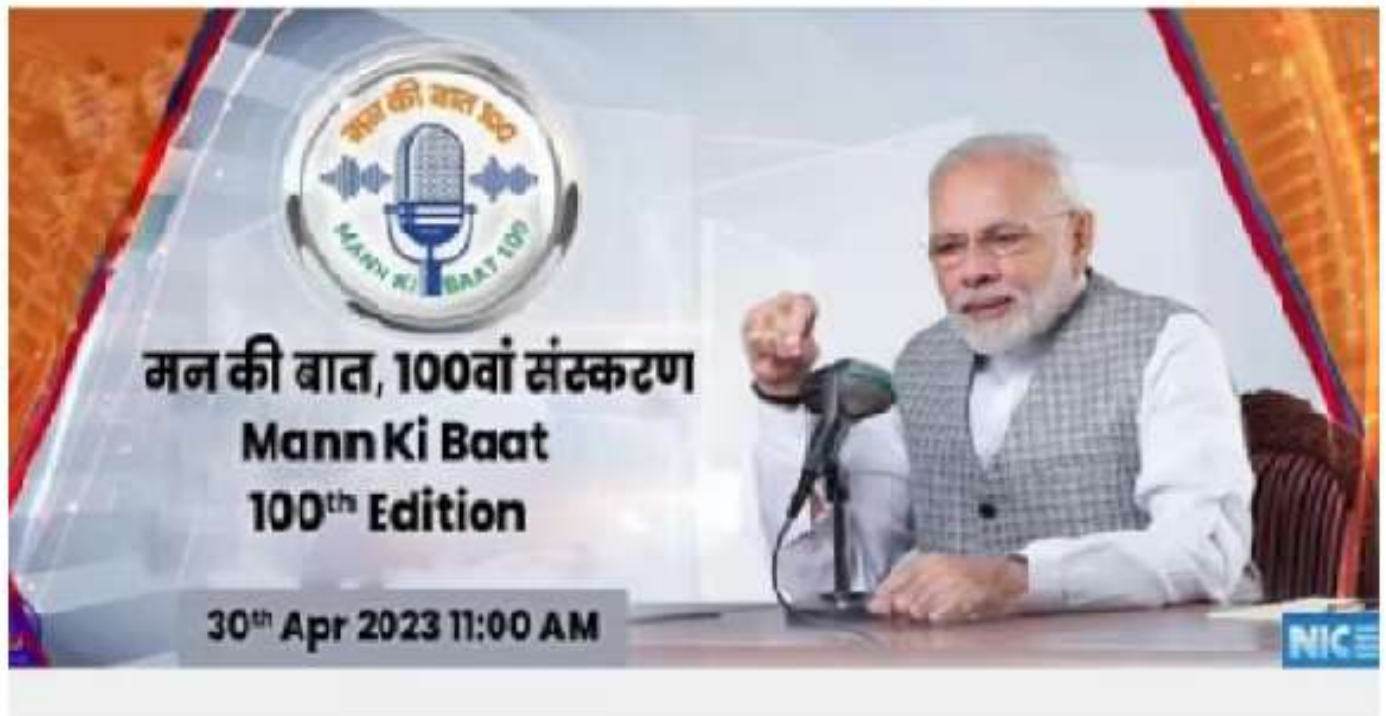 मन की बात 100
MANN KI BAAT 100
मन की बात, 100वां संस्करण
Mann Ki Baat
100th Edition
30th Apr 2023 11:00 AM
NIC